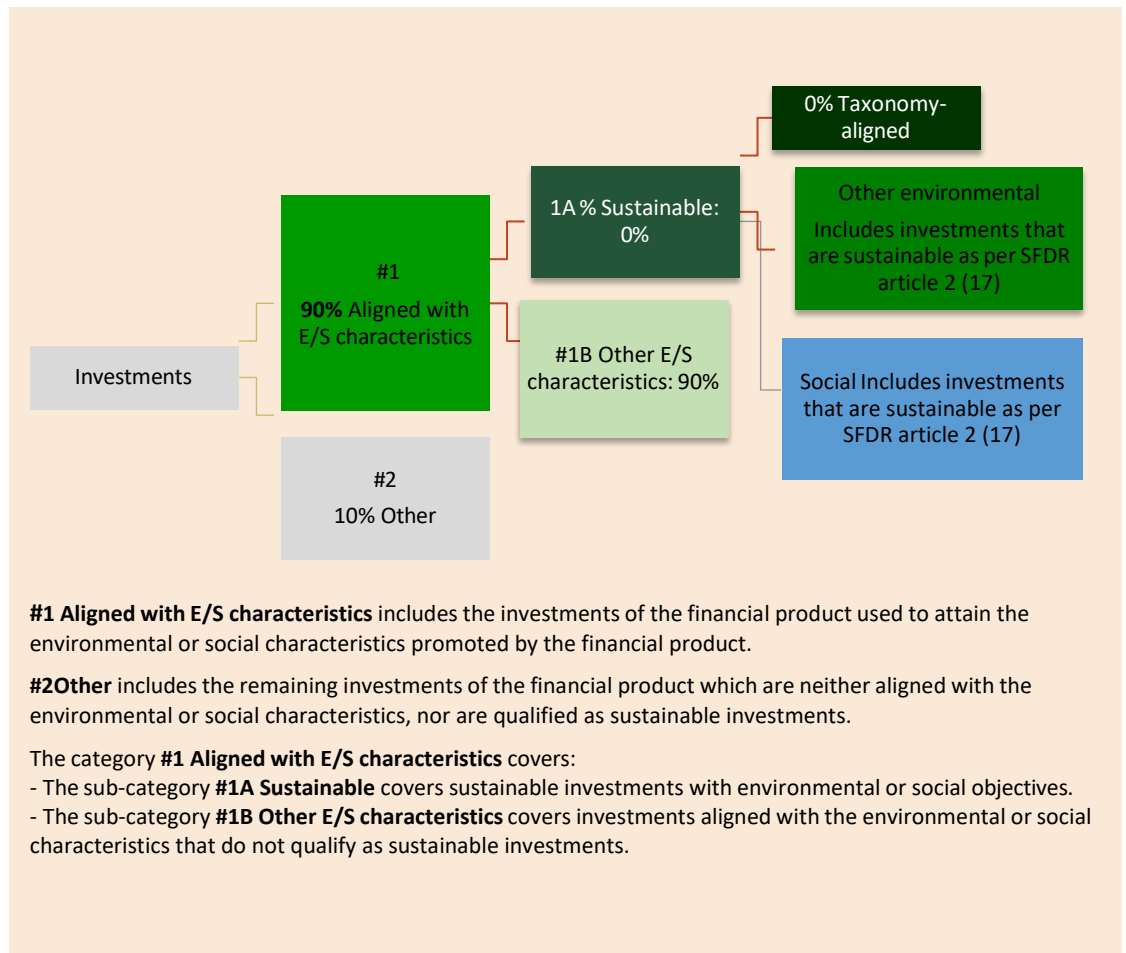 Investments
#1
90% Aligned with
E/S characteristics
#2
10% Other
1A % Sustainable:
0%
#1B Other E/S
characteristics: 90%
0% Taxonomy-
aligned
Other environmental
Includes investments that
are sustainable as per SFDR
article 2 (17)
Social Includes investments
that are sustainable as per
SFDR article 2 (17)
#1 Aligned with E/S characteristics includes the investments of the financial product used to attain the
environmental or social characteristics promoted by the financial product.
#2Other includes the remaining investments of the financial product which are neither aligned with the
environmental or social characteristics, nor are qualified as sustainable investments.
The category #1 Aligned with E/S characteristics covers:
- The sub-category #1A Sustainable covers sustainable investments with environmental or social objectives.
- The sub-category #1B Other E/S characteristics covers investments aligned with the environmental or social
characteristics that do not qualify as sustainable investments.